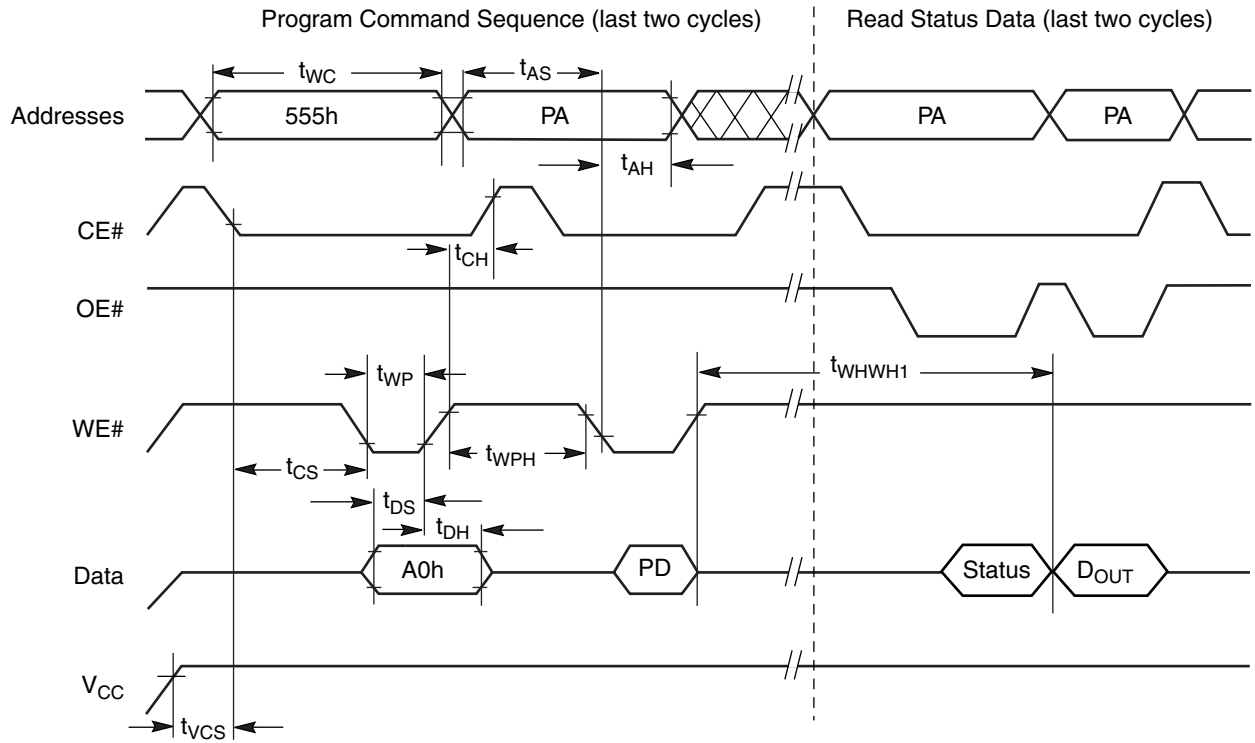 Program Command Sequence (last two cycles)
Read Status Data (last two cycles)
tWC
tAS
Addresses
555h
PA
PA
PA
tAH
CE#
tCH
OE#
tWP
tWHWH1
WE#
tCS
tWPH
tDS
tDH
Data
A0h
PD
Status
DOUT
VCC
tVCS